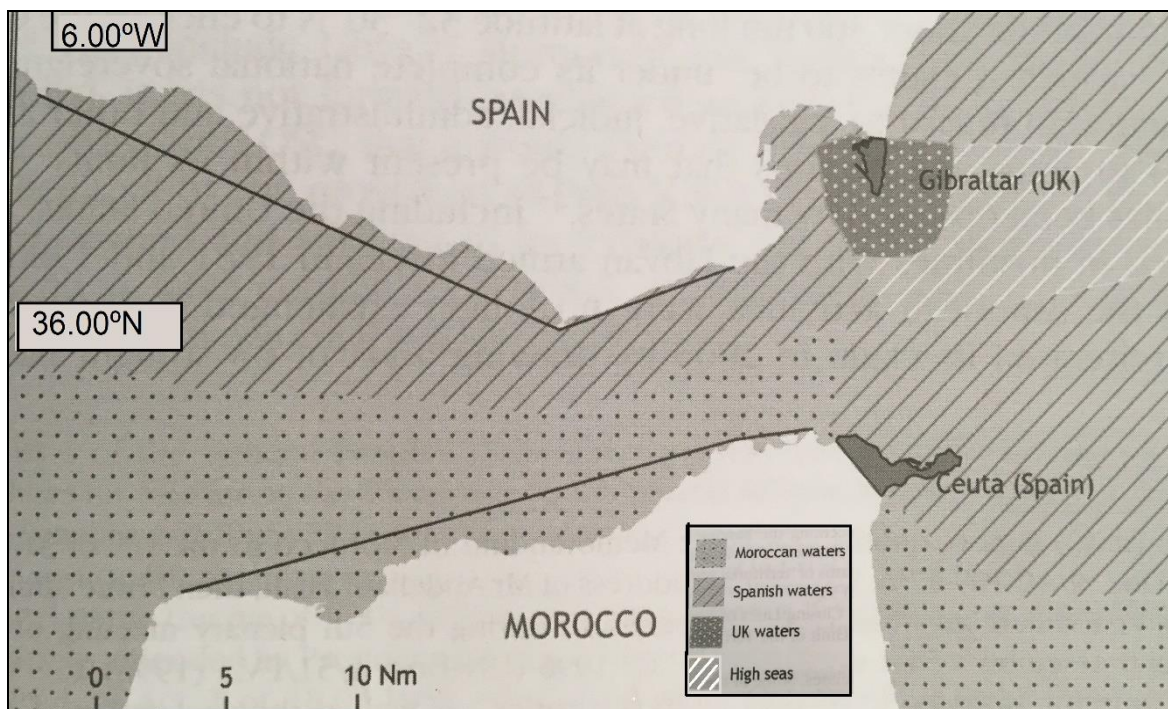 6.00ºW
SPAIN
Gibraltar (UK)
36.00ºN
Ceuta (Spain)
MOROCCO
Moroccan waters
Spanish waters
UK waters
High seas
0 5 10 Nm